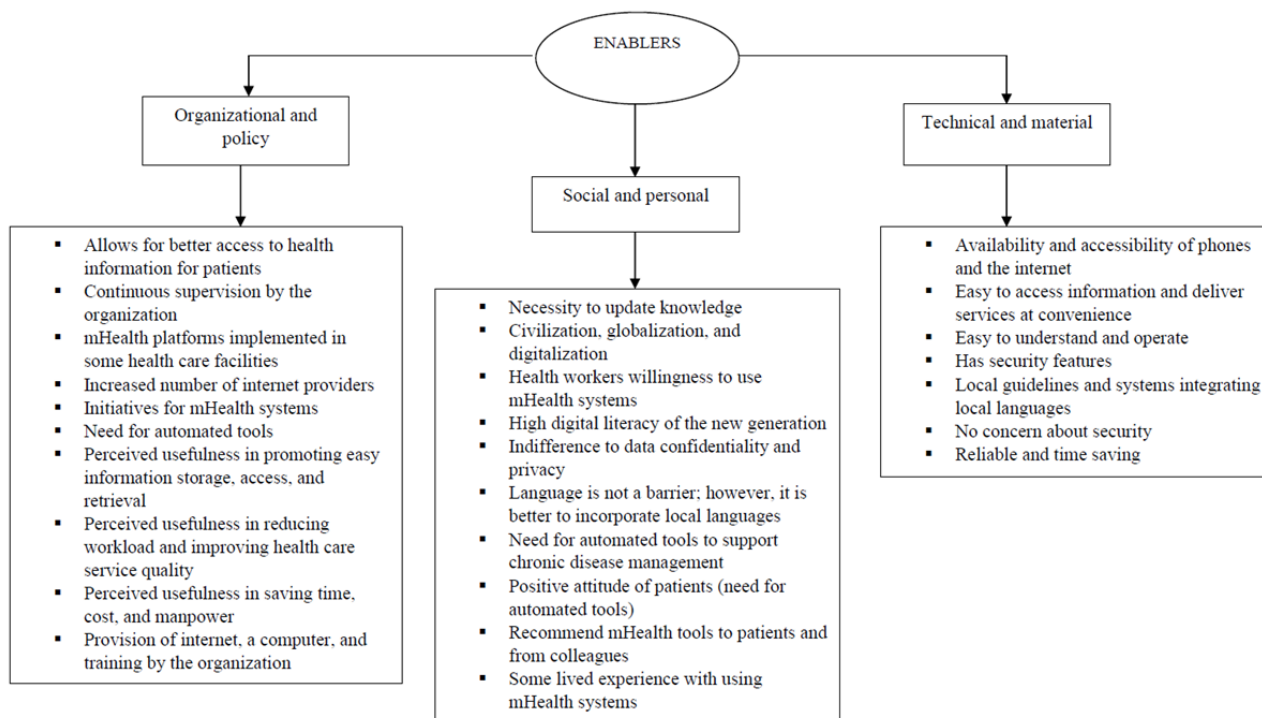 ENABLERS
Organizational and
policy
▪ Allows for better access to health
information for patients
▪ Continuous supervision by the
organization
▪ mHealth platforms implemented in
some health care facilities
▪ Increased number of internet providers
▪ Initiatives for mHealth systems
▪ Need for automated tools
▪ Perceived usefulness in promoting easy
information storage, access, and
retrieval
▪ Perceived usefulness in reducing
workload and improving health care
service quality
▪ Perceived usefulness in saving time,
cost, and manpower
▪ Provision of internet, a computer, and
training by the organization
Social and personal
▪ Necessity to update knowledge
▪ Civilization, globalization, and
digitalization
▪ Health workers willingness to use
mHealth systems
▪ High digital literacy of the new generation
▪ Indifference to data confidentiality and
privacy
▪ Language is not a barrier; however, it is
better to incorporate local languages
▪ Need for automated tools to support
chronic disease management
▪ Positive attitude of patients (need for
automated tools)
▪ Recommend mHealth tools to patients and
from colleagues
▪ Some lived experience with using
mHealth systems
Technical and material
▪ Availability and accessibility of phones
and the internet
▪ Easy to access information and deliver
services at convenience
▪ Easy to understand and operate
▪ Has security features
▪ Local guidelines and systems integrating
local languages
▪ No concern about security
▪ Reliable and time saving